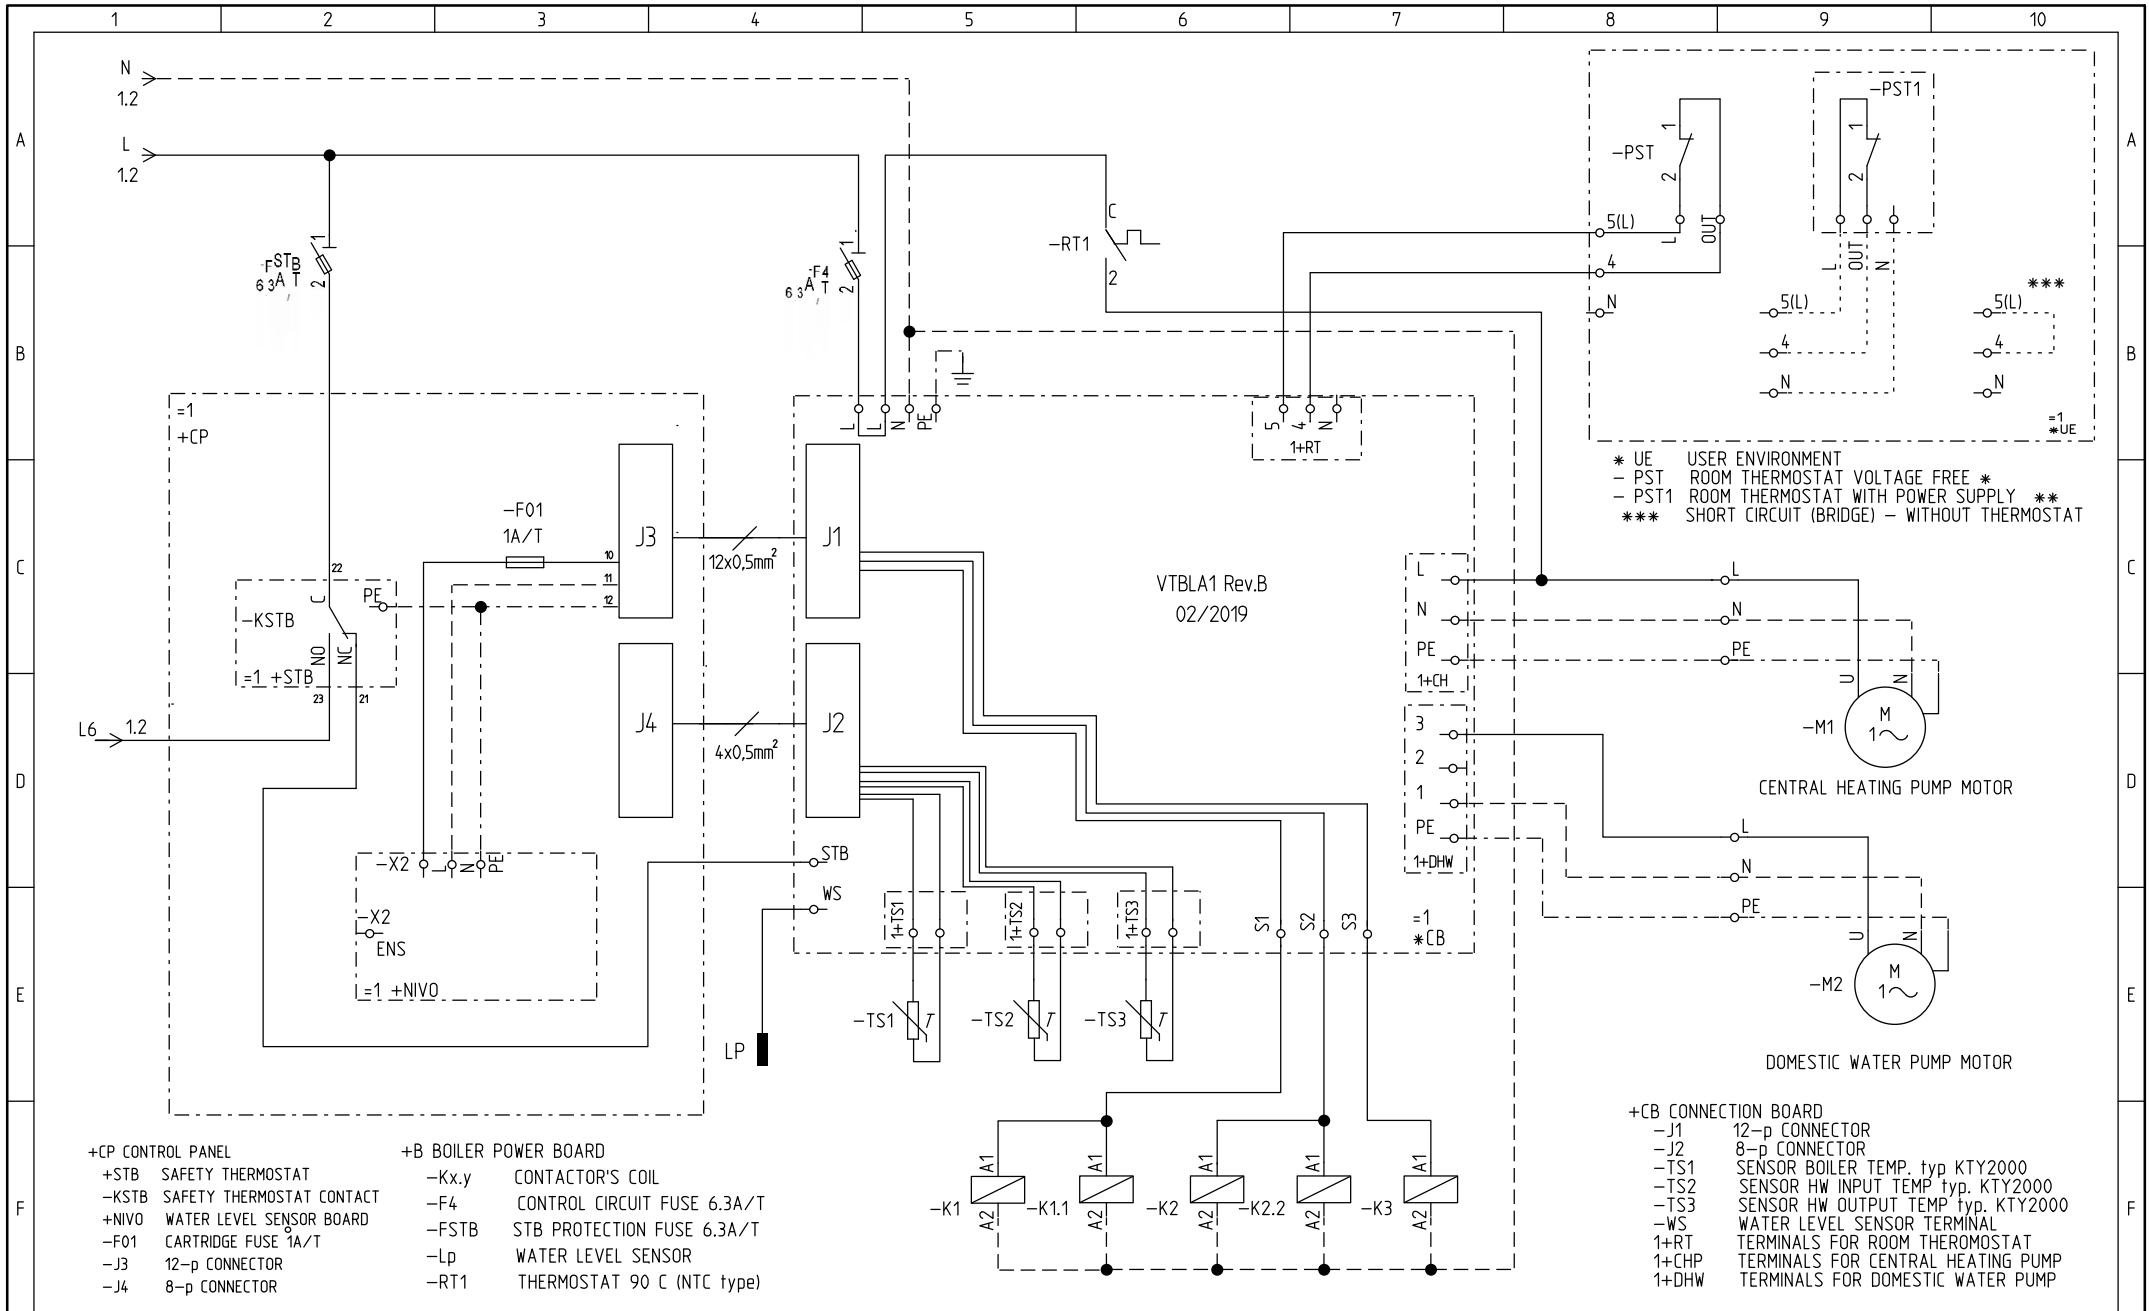 1 2 3 4 5 6 7 8 9 10
A
B
C
D
E
F
A
B
C
D
E
F
N
1.2
L
1.2
-FSTB
6 3A T
1
2
-F4
6 3A T
1
2
-RT1
C
2
=1
+CP
22
C
PE
-KSTB
NO
NC
=1 +STB
23
21
L6
1.2
-F01
1A/T
10
11
12
J3
J4
12x0,5mm²
4x0,5mm²
J1
J2
-X2
L
N
PE
-X2
ENS
=1 +NIVO
L
L
N
PE
5
4
N
1+RT
VTBLA1 Rev.B
02/2019
STB
WS
LP
1+TS1
1+TS2
1+TS3
-TS1
T
-TS2
T
-TS3
T
S1
S2
S3
=1
*CB
L
N
PE
1+CH
3
2
1
PE
1+DHW
-PST
1
2
5(L)
L
OUT
4
N
-PST1
1
2
L
OUT
N
5(L)
4
N
***
5(L)
4
N
=1
*UE
* UE USER ENVIRONMENT
- PST ROOM THERMOSTAT VOLTAGE FREE *
- PST1 ROOM THERMOSTAT WITH POWER SUPPLY **
*** SHORT CIRCUIT (BRIDGE) - WITHOUT THERMOSTAT
L
N
PE
U
N
-M1
M
1~
CENTRAL HEATING PUMP MOTOR
L
N
PE
U
N
-M2
M
1~
DOMESTIC WATER PUMP MOTOR
A1
A1
A1
A1
A1
-K1
-K1.1
-K2
-K2.2
-K3
A2
A2
A2
A2
A2
+CP CONTROL PANEL
+STB SAFETY THERMOSTAT
-KSTB SAFETY THERMOSTAT CONTACT
+NIVO WATER LEVEL SENSOR BOARD
-F01 CARTRIDGE FUSE 1A/T
-J3 12-p CONNECTOR
-J4 8-p CONNECTOR
+B BOILER POWER BOARD
-Kx.y CONTACTOR'S COIL
-F4 CONTROL CIRCUIT FUSE 6.3A/T
-FSTB STB PROTECTION FUSE 6.3A/T
-Lp WATER LEVEL SENSOR
-RT1 THERMOSTAT 90 C (NTC type)
+CB CONNECTION BOARD
-J1 12-p CONNECTOR
-J2 8-p CONNECTOR
-TS1 SENSOR BOILER TEMP. typ KTY2000
-TS2 SENSOR HW INPUT TEMP typ. KTY2000
-TS3 SENSOR HW OUTPUT TEMP typ. KTY2000
-WS WATER LEVEL SENSOR TERMINAL
1+RT TERMINALS FOR ROOM THEROMOSTAT
1+CHP TERMINALS FOR CENTRAL HEATING PUMP
1+DHW TERMINALS FOR DOMESTIC WATER PUMP